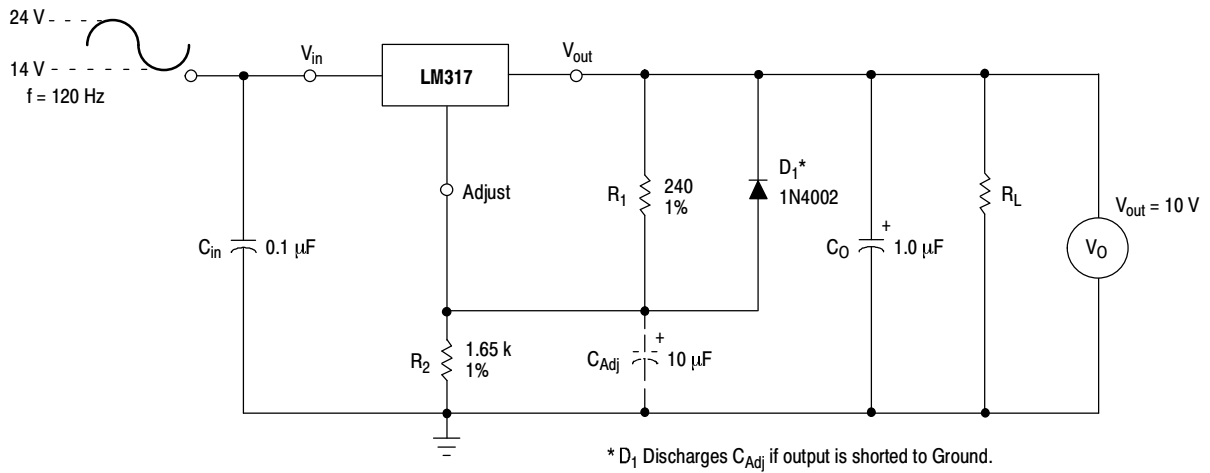 24 V
14 V
f = 120 Hz
Vin
LM317
Vout
Adjust
Cin
0.1 μF
R1
240
1%
D1*
1N4002
CO
+
1.0 μF
RL
Vout = 10 V
VO
R2
1.65 k
1%
CAdj
+
10 μF
* D1 Discharges CAdj if output is shorted to Ground.